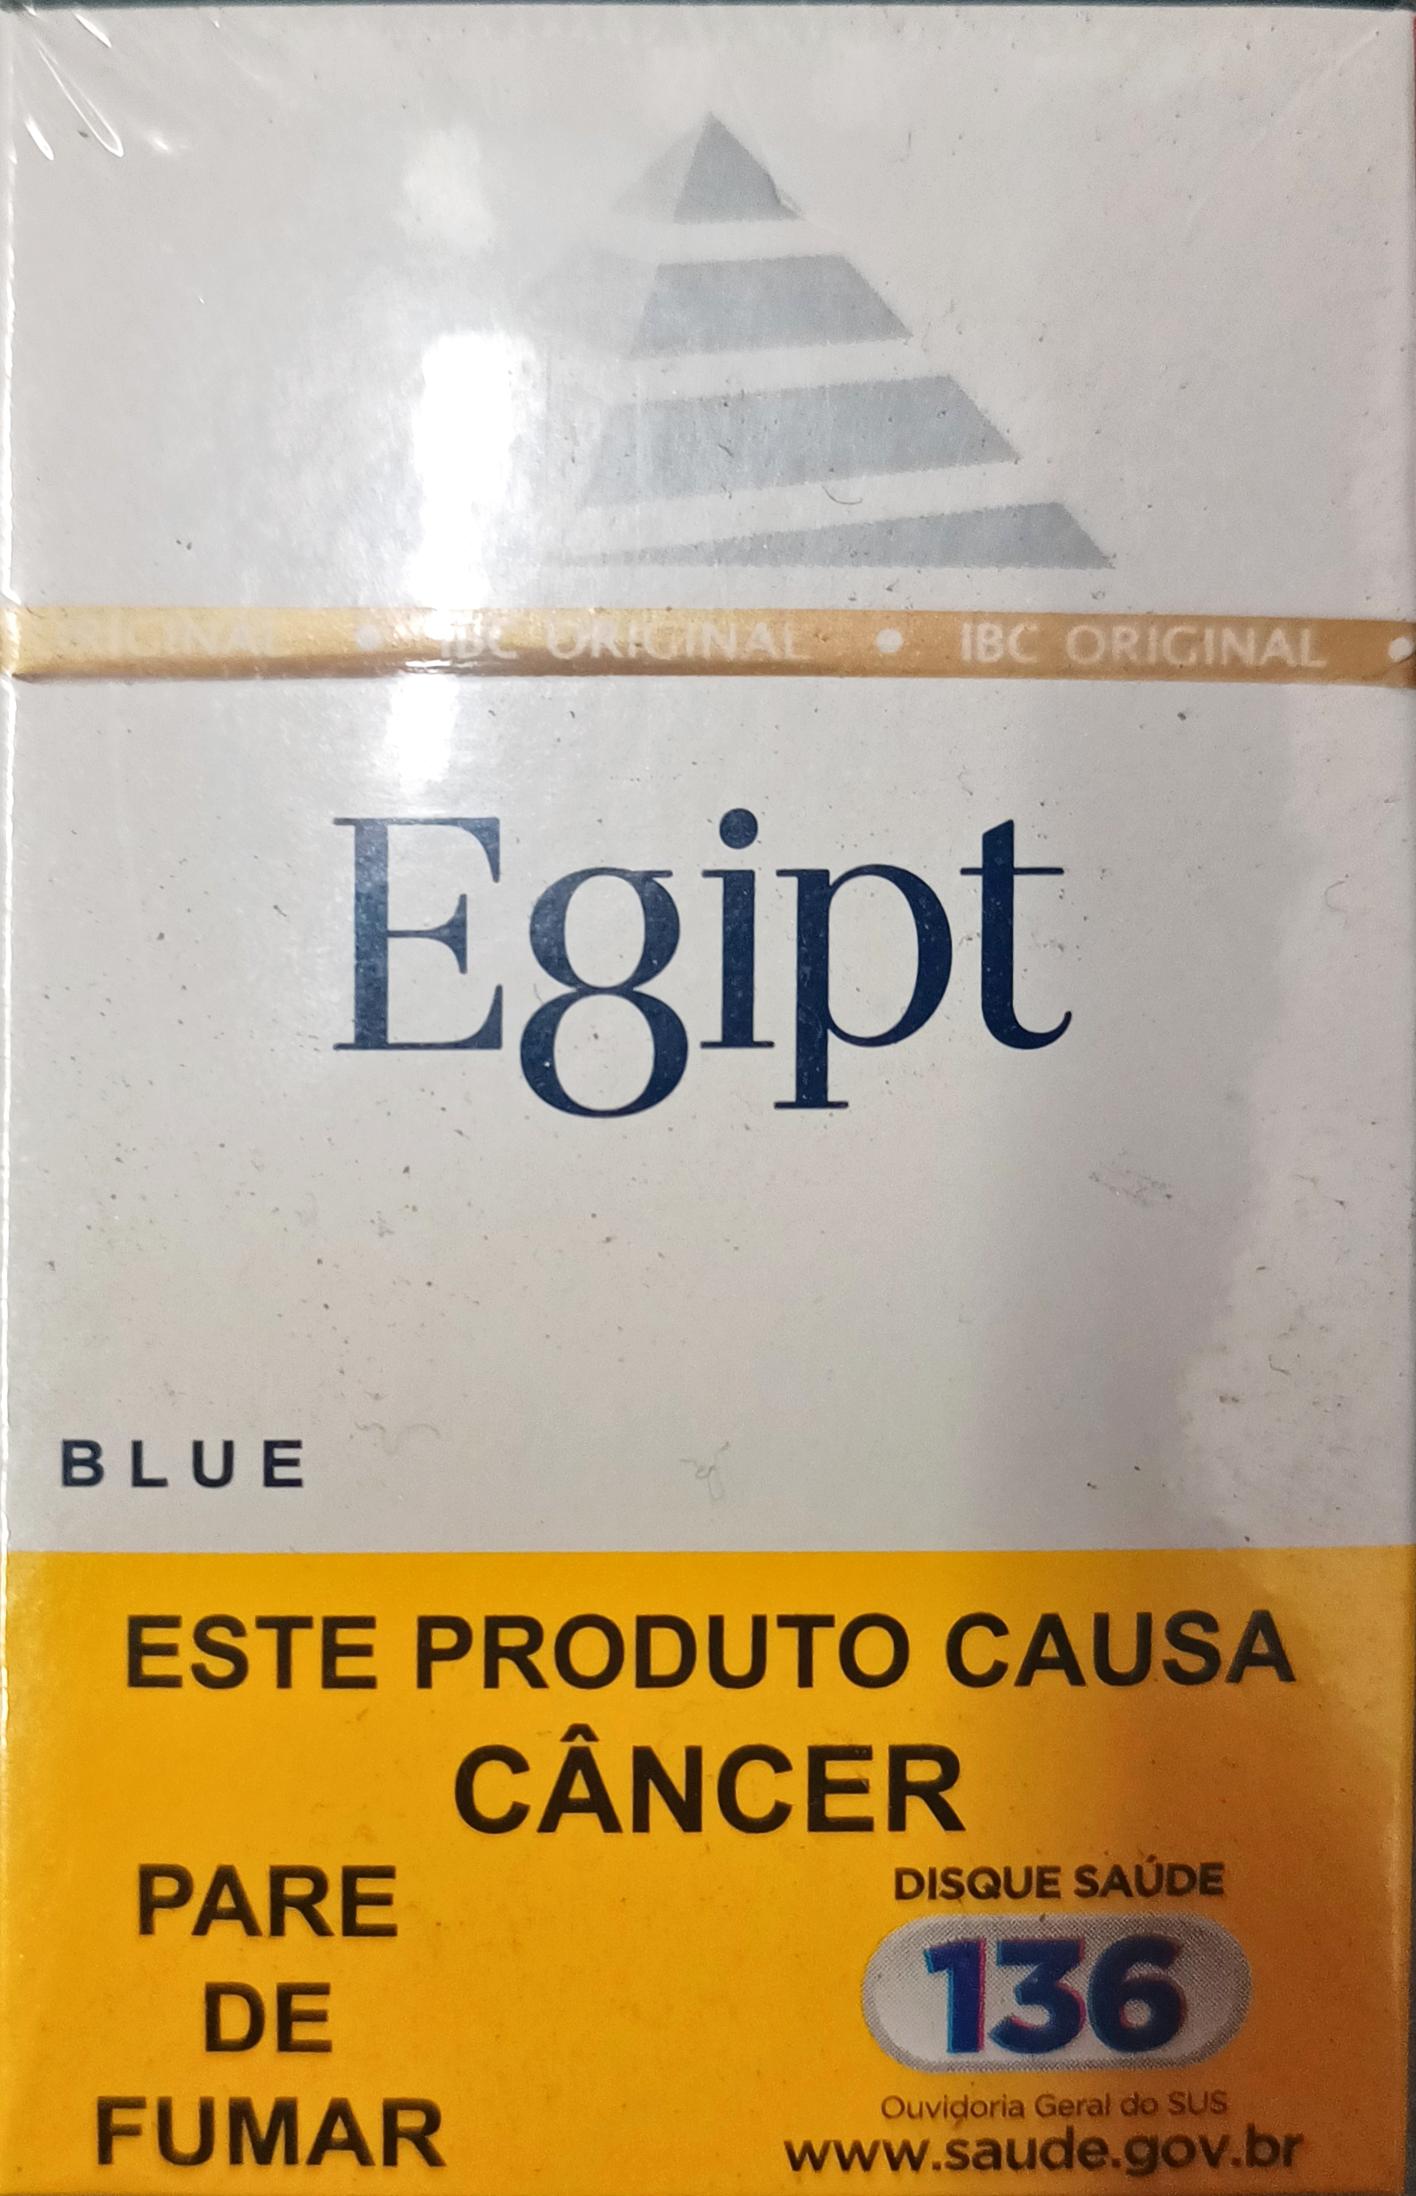 ORIGINAL • IBC ORIGINAL • IBC ORIGINAL •
Egipt
BLUE
ESTE PRODUTO CAUSA
CÂNCER
PARE
DE
FUMAR
DISQUE SAÚDE
136
Ouvidoria Geral do SUS
www.saude.gov.br